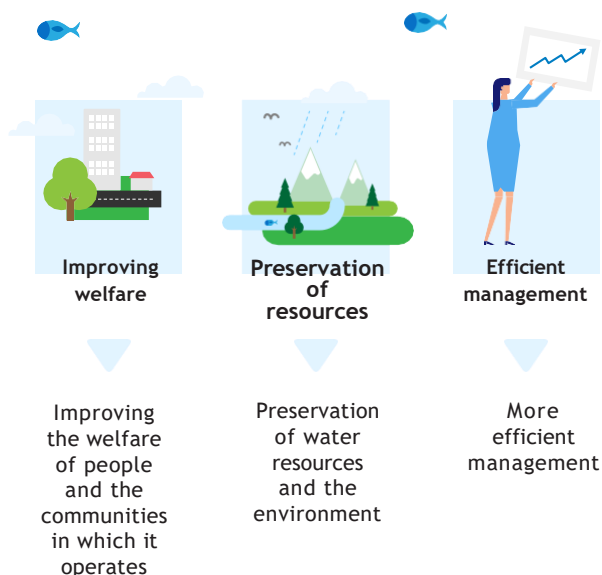 Improving
welfare
Preservation
of
resources
Efficient
management
Improving
the welfare
of people
and the
communities
in which it
operates
Preservation
of water
resources
and the
environment
More
efficient
management